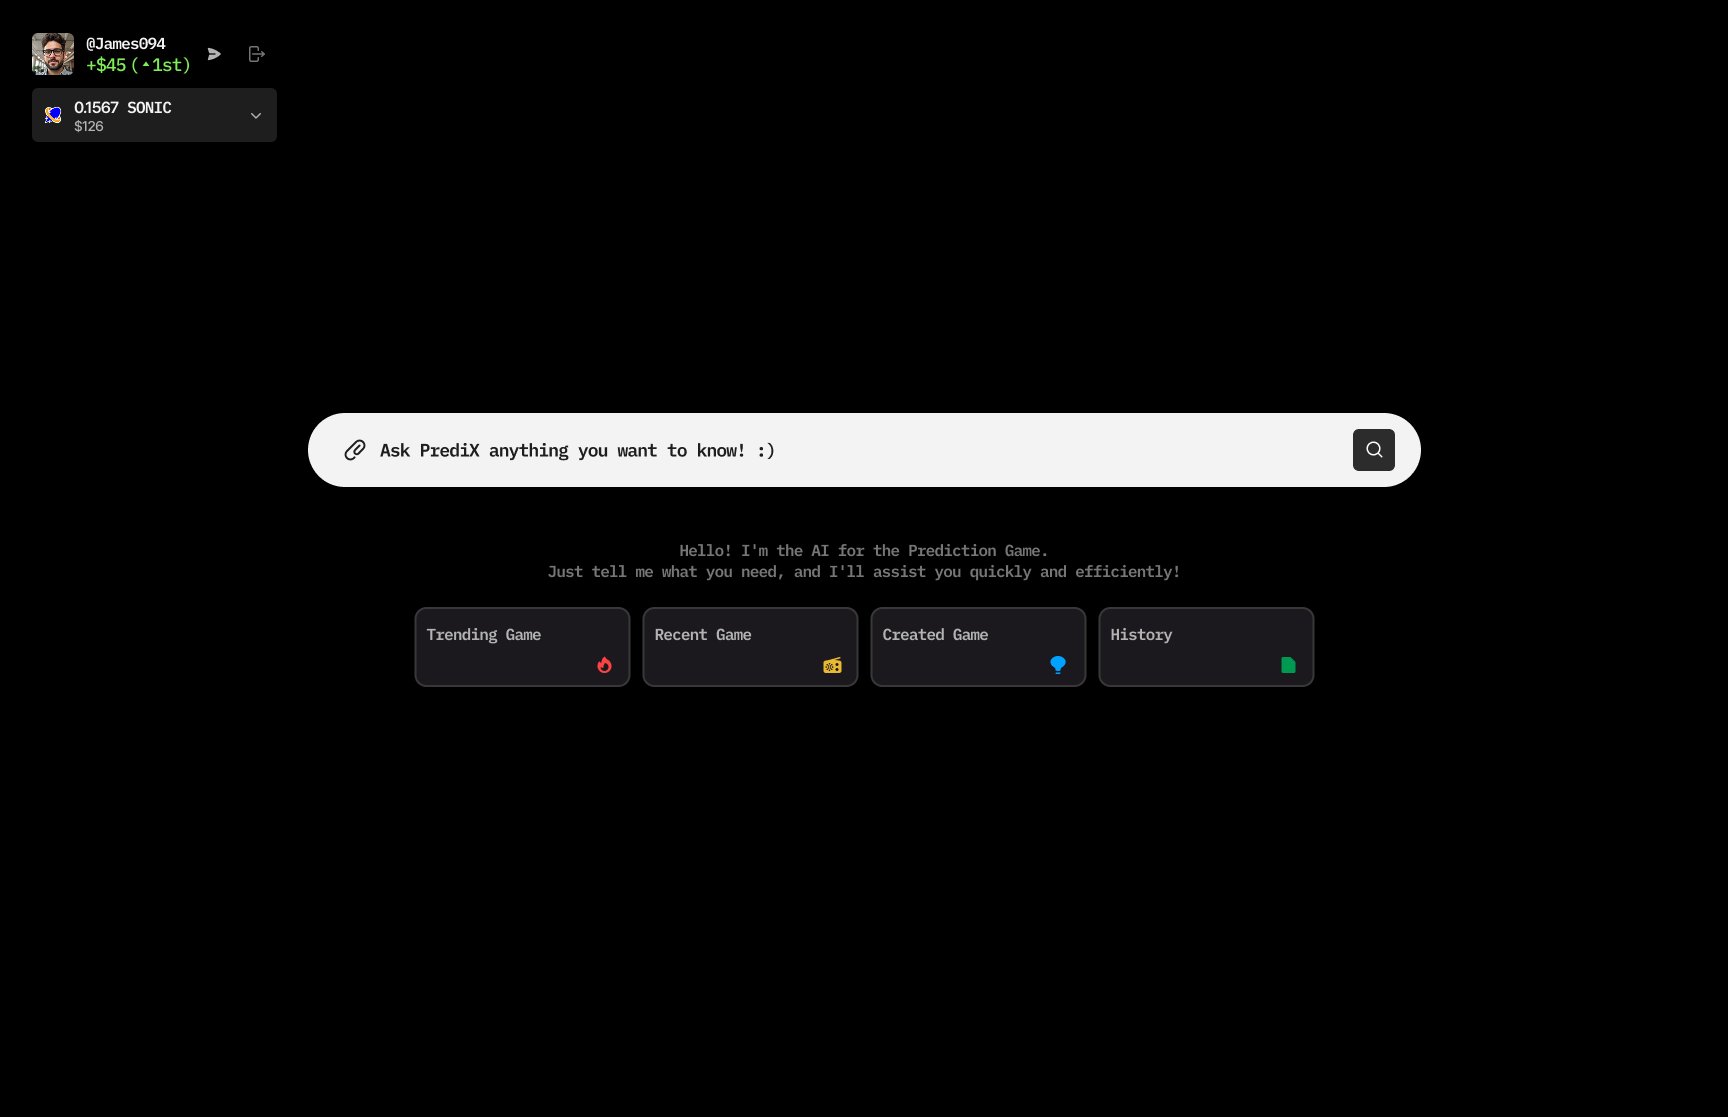 @James094
+$45 (▲1st)
0.1567 SONIC
$126
Ask PrediX anything you want to know! :)
Hello! I'm the AI for the Prediction Game.
Just tell me what you need, and I'll assist you quickly and efficiently!
Trending Game
Recent Game
Created Game
History